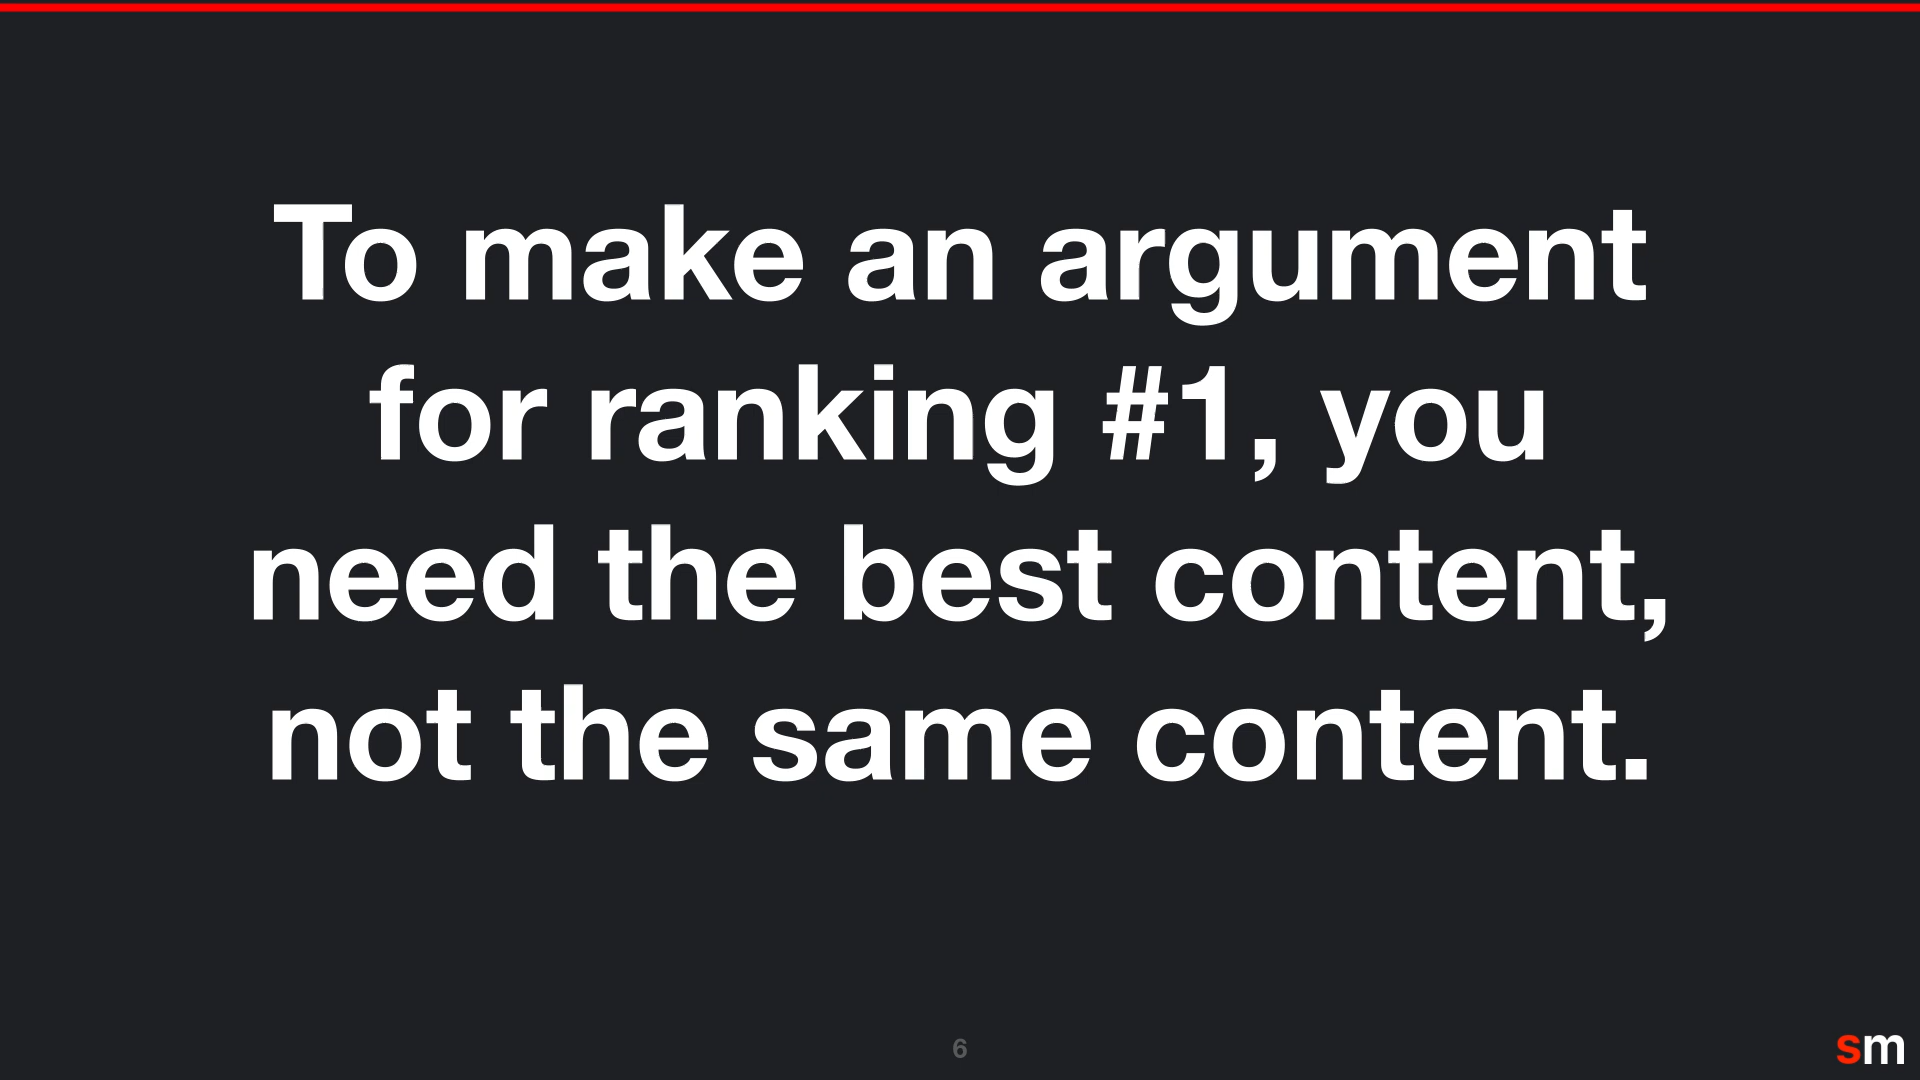 To make an argument
for ranking #1, you
need the best content,
not the same content.
6
sm